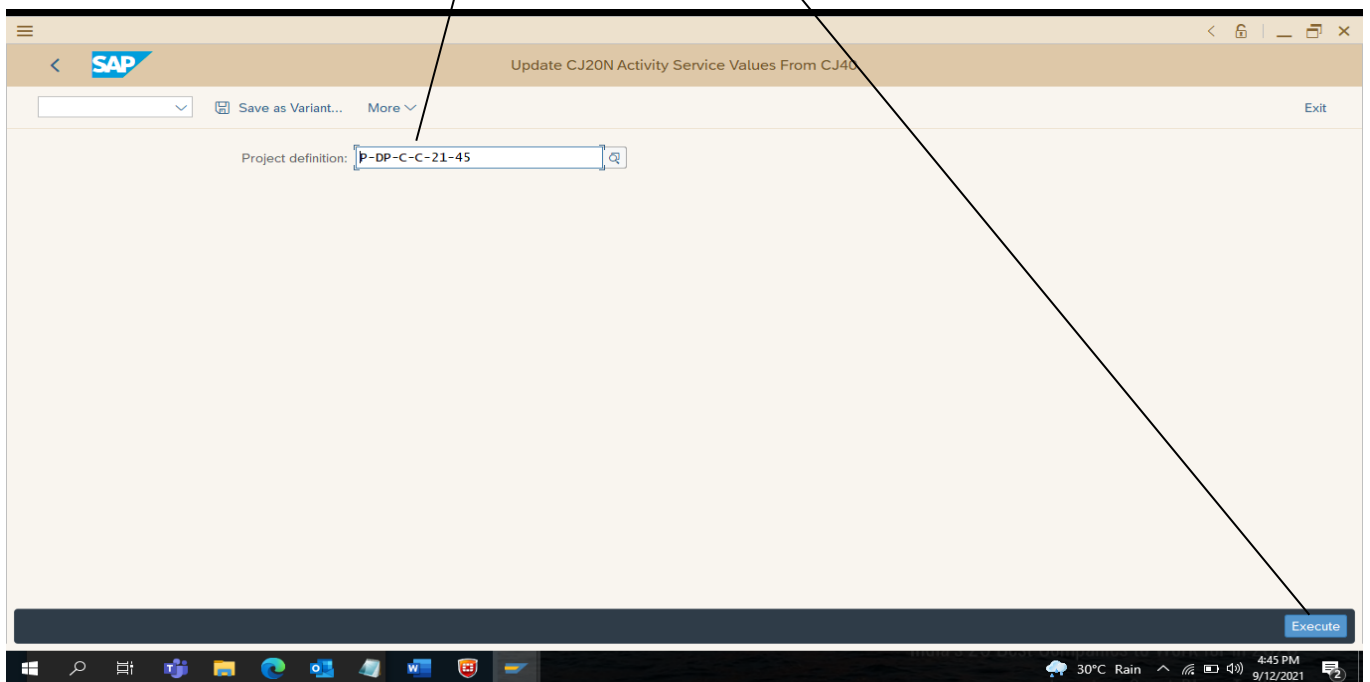 SAP
Update CJ20N Activity Service Values From CJ40
Save as Variant... More Exit
Project definition: P-DP-C-C-21-45
Execute
30°C Rain
4:45 PM
9/12/2021
2